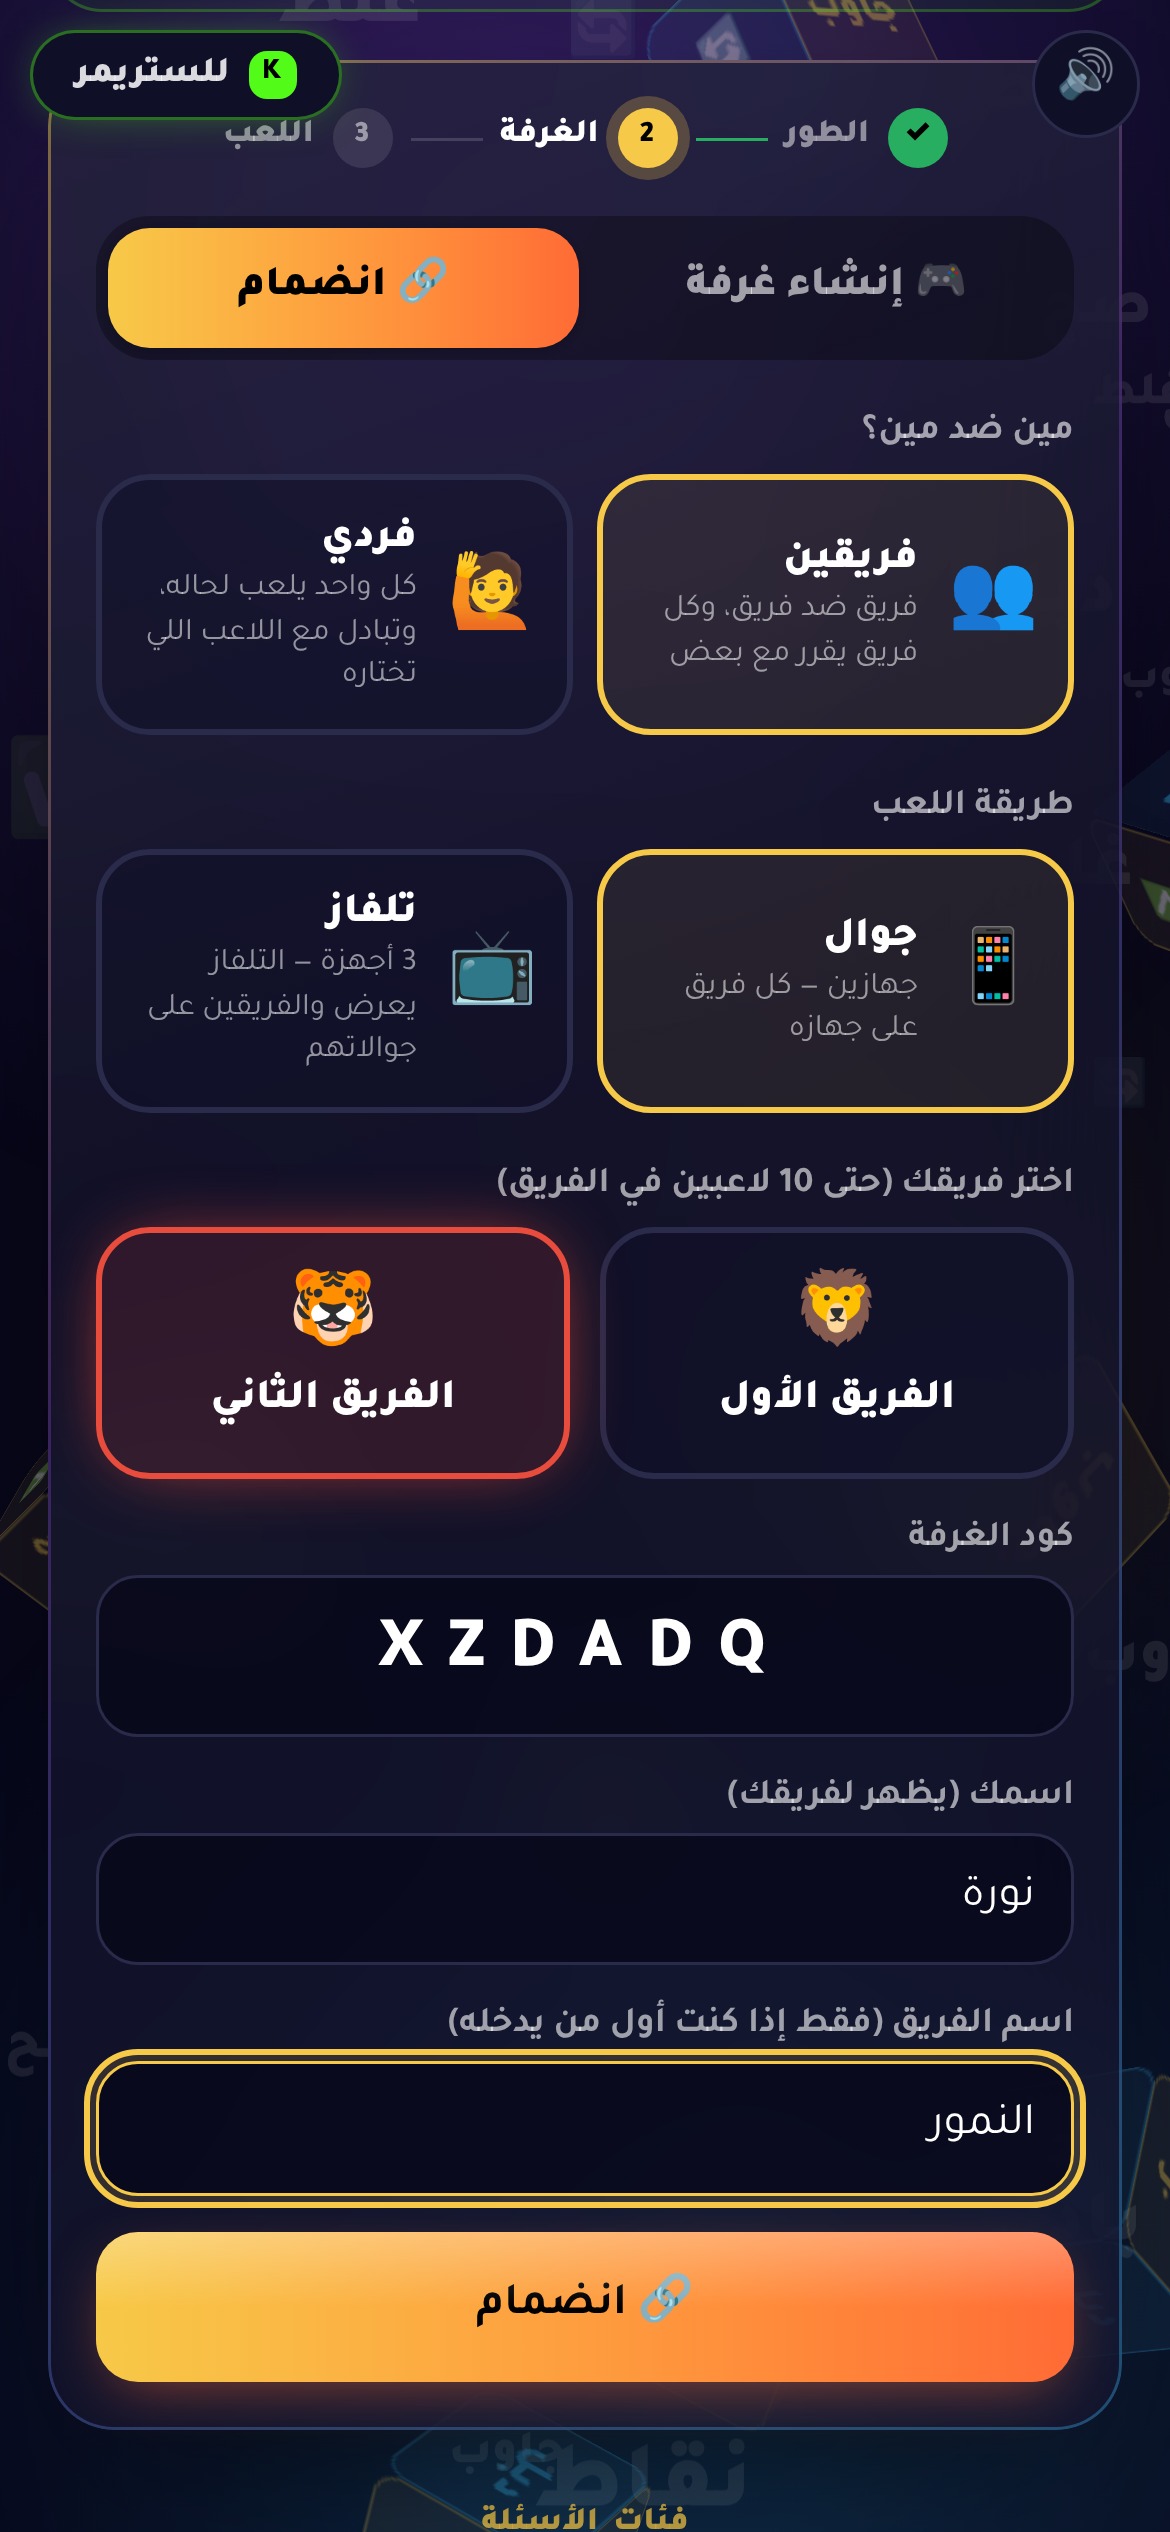 K للستريمر
✓ الطور
2 الغرفة
3 اللعب
🎮 إنشاء غرفة
🔗 انضمام
مين ضد مين؟
فريقين
فريق ضد فريق، وكل
فريق يقرر مع بعض
فردي
كل واحد يلعب لحاله،
وتبادل مع اللاعب اللي
تختاره
طريقة اللعب
جوال
جهازين – كل فريق
على جهازه
تلفاز
3 أجهزة – التلفاز
يعرض والفريقين على
جوالاتهم
اختر فريقك (حتى 10 لاعبين في الفريق)
الفريق الأول
الفريق الثاني
كود الغرفة
XZDADQ
اسمك (يظهر لفريقك)
نورة
اسم الفريق (فقط إذا كنت أول من يدخله)
النمور
🔗 انضمام
نقاط
جاوب
فئات الأسئلة